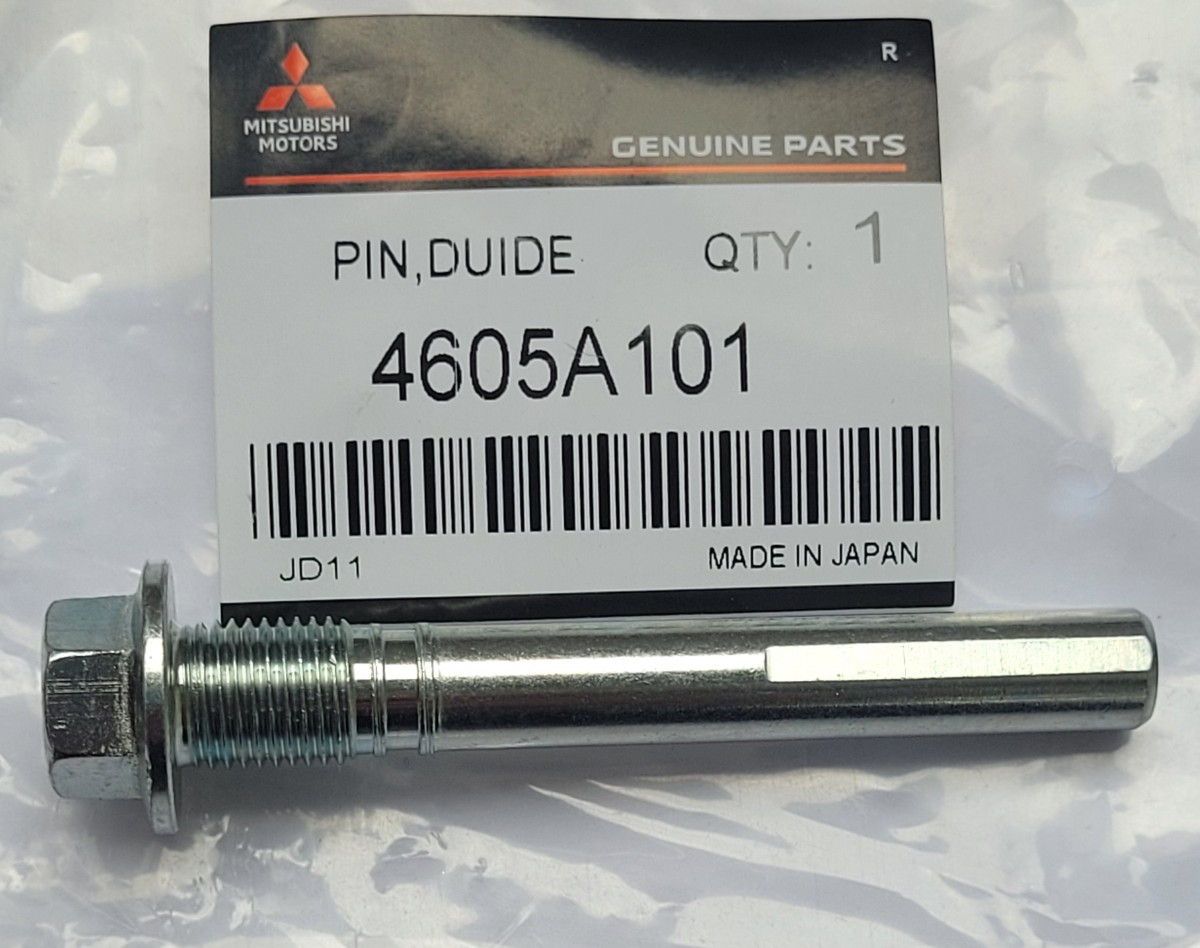 R
MITSUBISHI
MOTORS
GENUINE PARTS
PIN,DUIDE QTY: 1
4605A101
JD11 MADE IN JAPAN